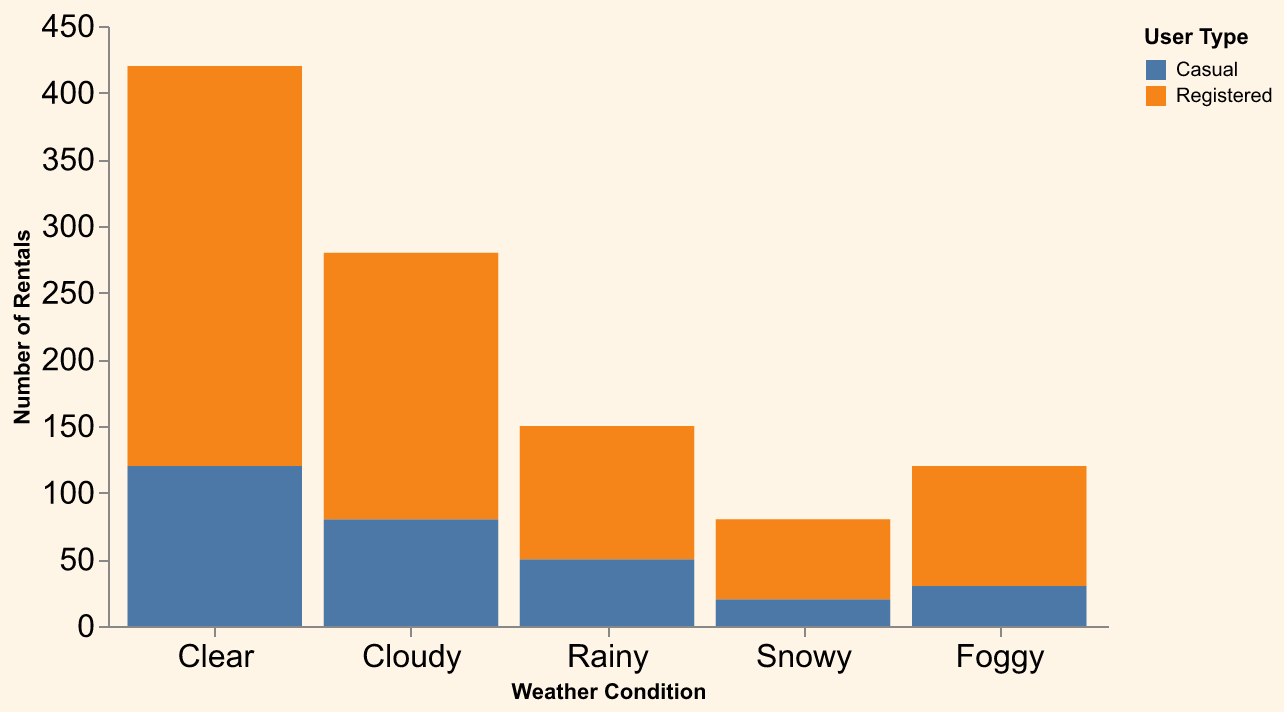 450
400
350
300
250
200
150
100
50
0
Number of Rentals
Clear Cloudy Rainy Snowy Foggy
Weather Condition
User Type
Casual
Registered